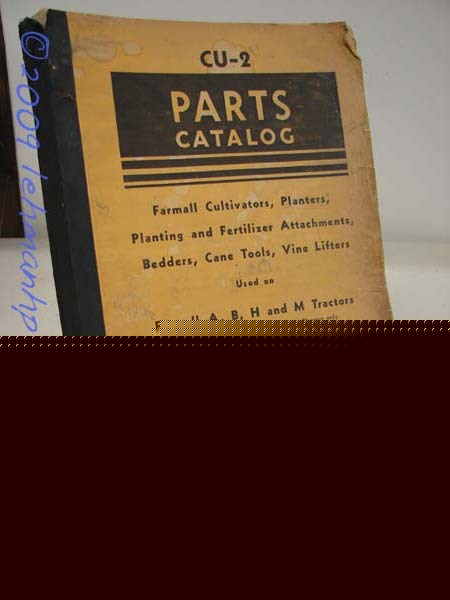 CU-2
PARTS
CATALOG
Farmall Cultivators, Planters,
Planting and Fertilizer Attachments,
Bedders, Cane Tools, Vine Lifters
Used on
A, B, H and M Tractors
©2009 lehmanhp